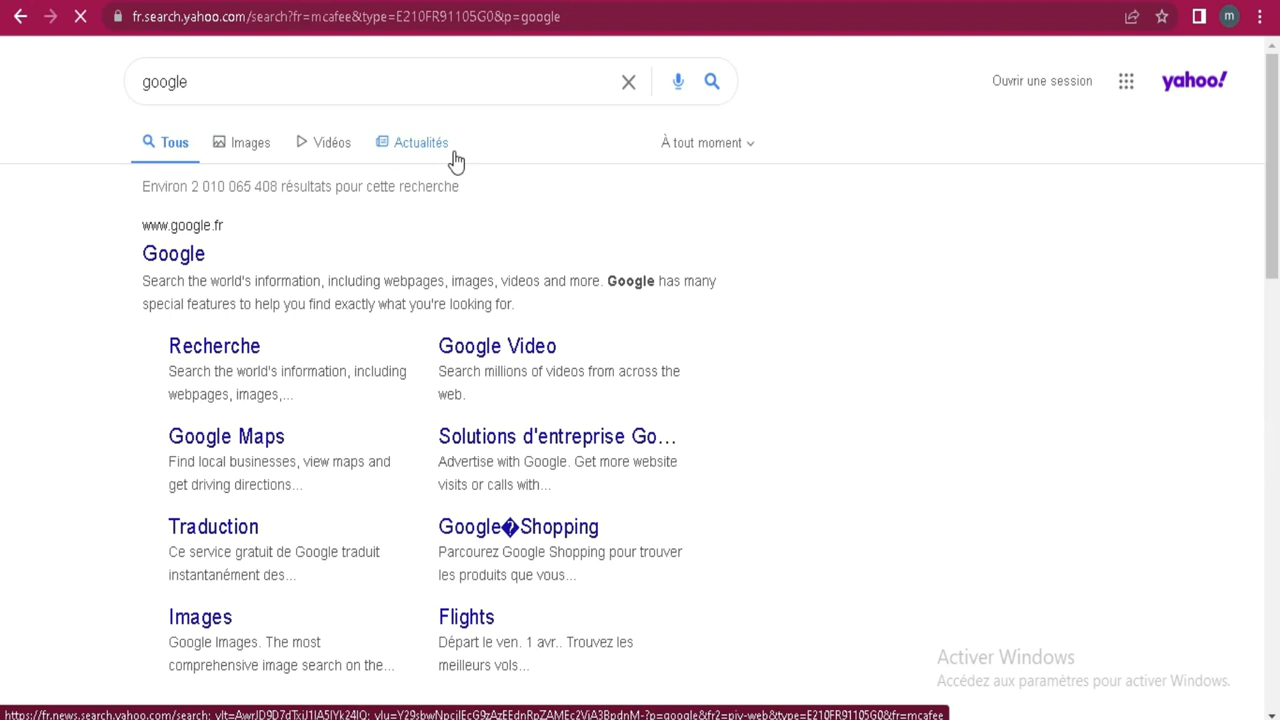 fr.search.yahoo.com/search?fr=mcafee&type=E210FR91105G0&p=google
m
google
Ouvrir une session
yahoo!
Tous
Images
Vidéos
Actualités
À tout moment
Environ 2 010 065 408 résultats pour cette recherche
www.google.fr
Google
Search the world's information, including webpages, images, videos and more. Google has many
special features to help you find exactly what you're looking for.
Recherche
Search the world's information, including
webpages, images,...
Google Video
Search millions of videos from across the
web.
Google Maps
Find local businesses, view maps and
get driving directions...
Solutions d'entreprise Go...
Advertise with Google. Get more website
visits or calls with...
Traduction
Ce service gratuit de Google traduit
instantanément des...
Google�Shopping
Parcourez Google Shopping pour trouver
les produits que vous...
Images
Google Images. The most
comprehensive image search on the...
Flights
Départ le ven. 1 avr.. Trouvez les
meilleurs vols...
Activer Windows
Accédez aux paramètres pour activer Windows.